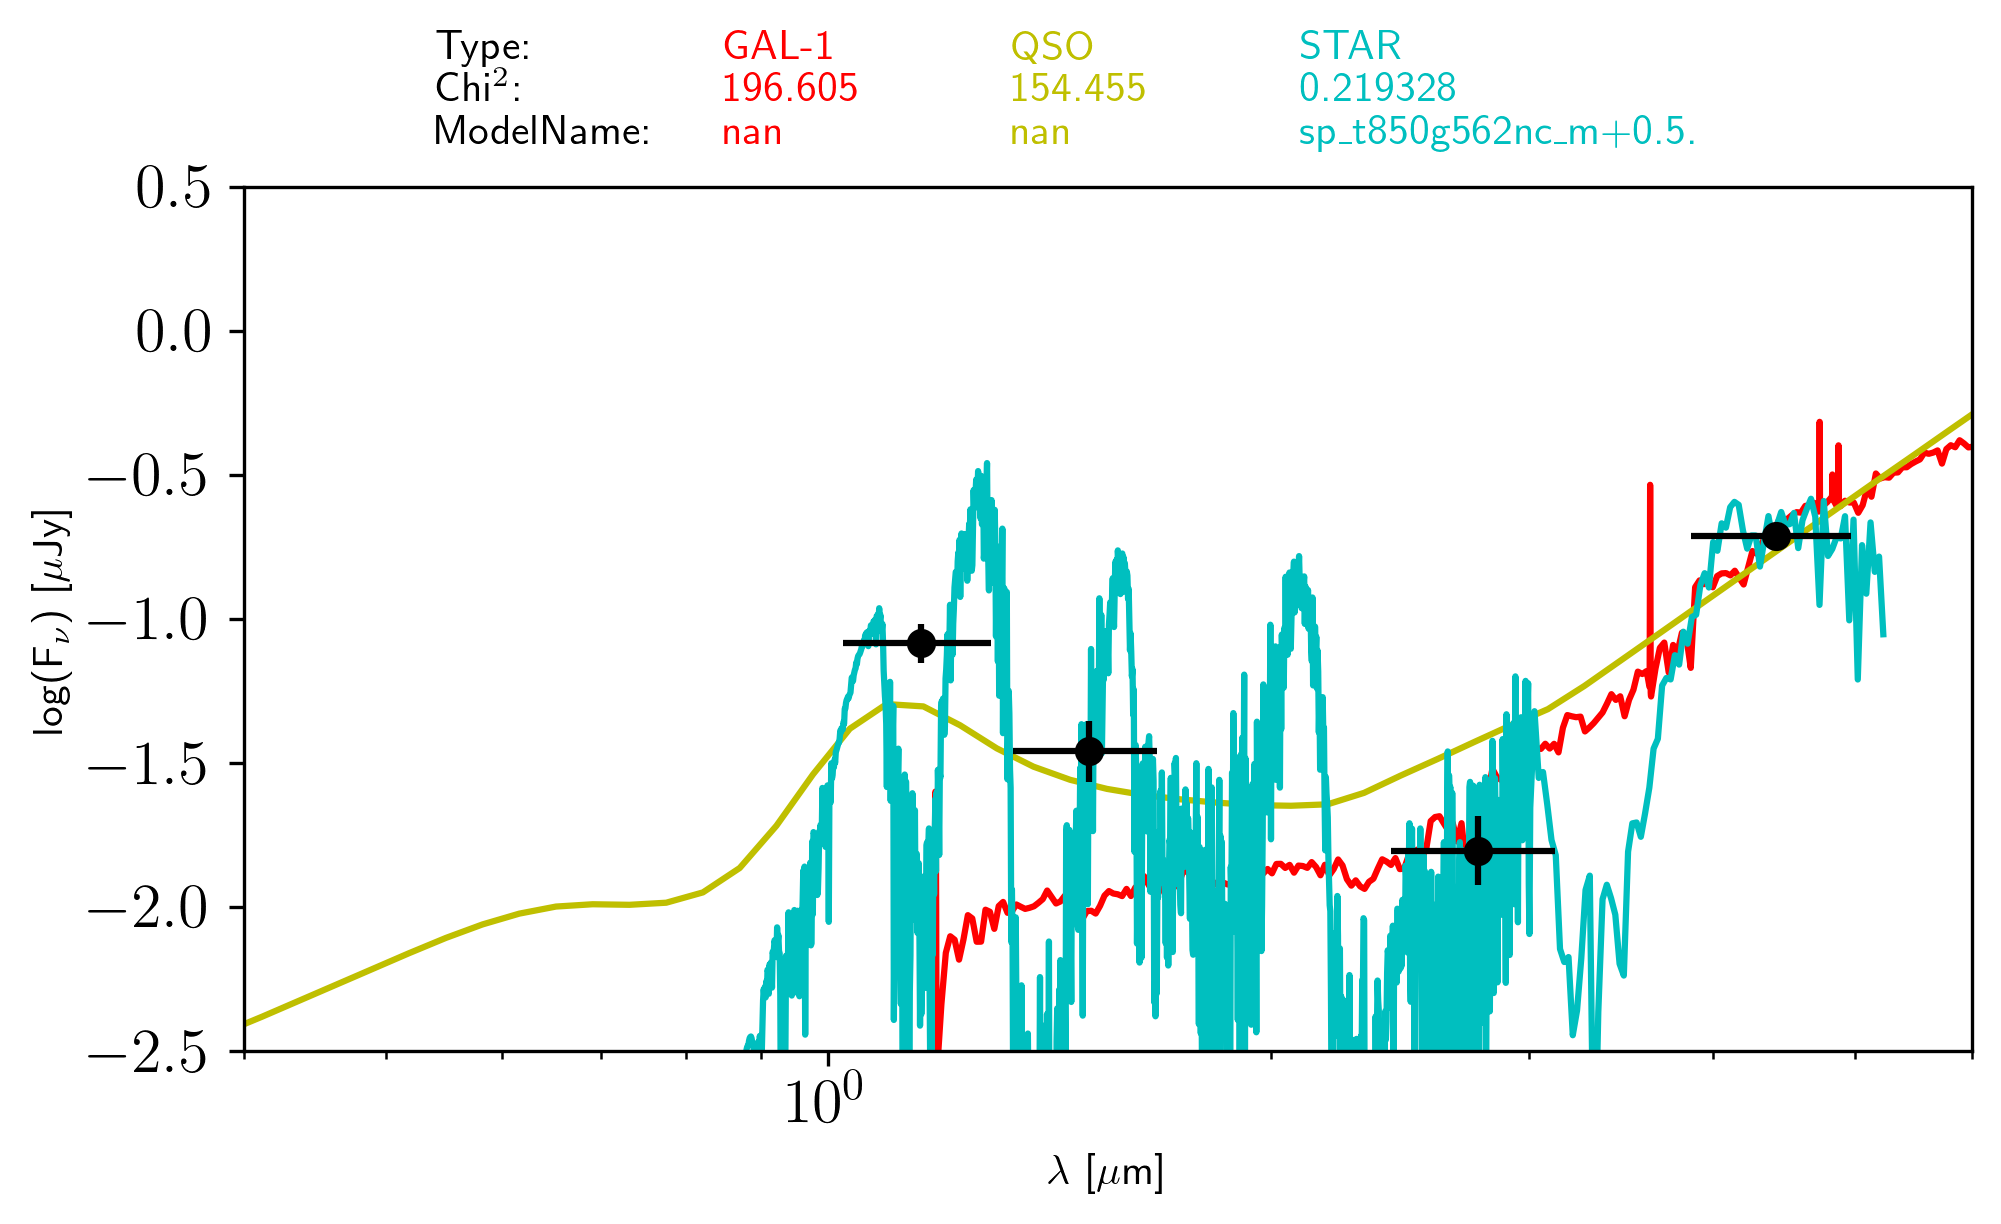 Type: GAL-1 QSO STAR
Chi²: 196.605 154.455 0.219328
ModelName: nan nan sp_t850g562nc_m+0.5.
0.5
0.0
−0.5
−1.0
−1.5
−2.0
−2.5
log(Fν) [μJy]
10⁰
λ [μm]